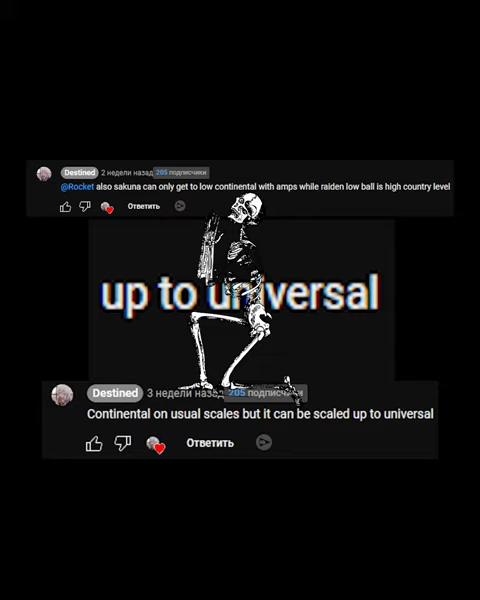 Destined 2 недели назад 205 подписчики
@Rocket also sakuna can only get to low continental with amps while raiden low ball is high country level
Ответить
up to universal
Destined 3 недели назад 205 подписчики
Continental on usual scales but it can be scaled up to universal
Ответить